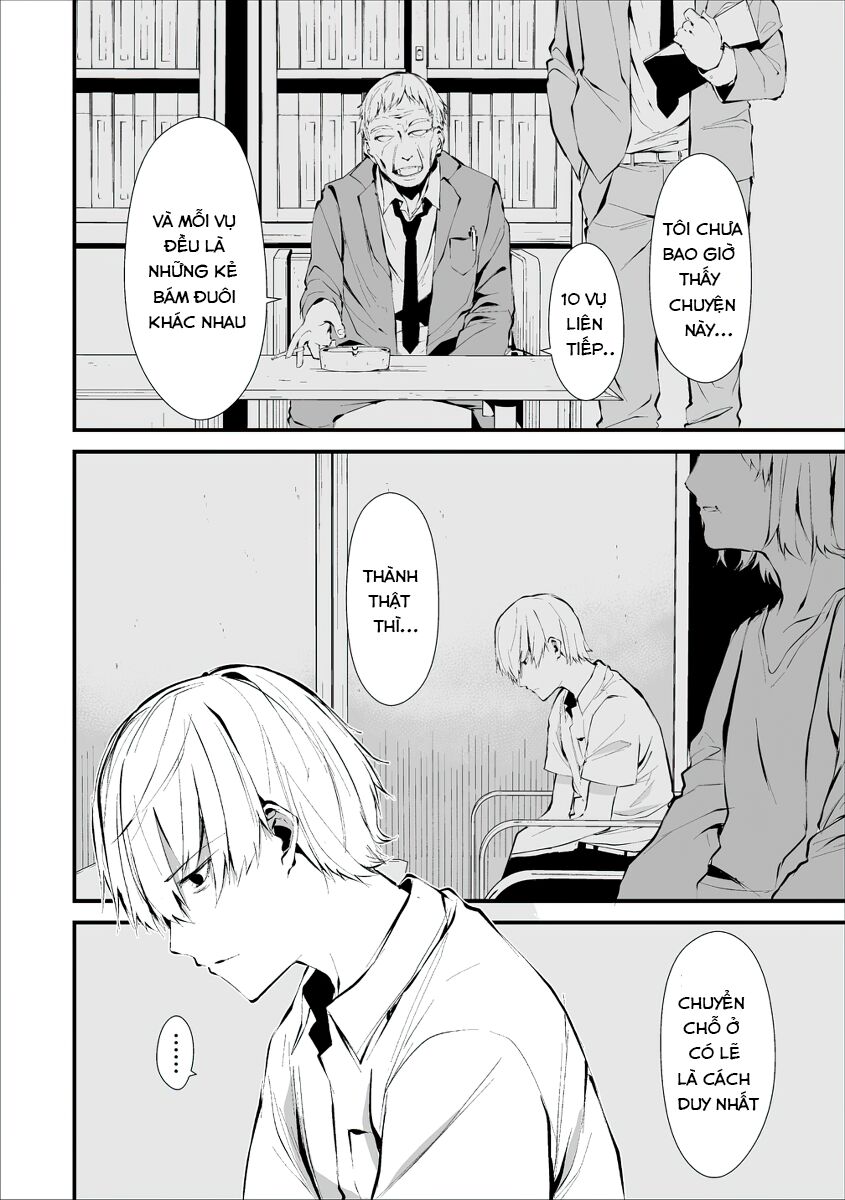 TÔI CHƯA
BAO GIỜ
THẤY
CHUYỆN
NÀY...
10 VỤ
LIÊN
TIẾP..
VÀ MỖI VỤ
ĐỀU LÀ
NHỮNG KẺ
BÁM ĐUÔI
KHÁC NHAU
THÀNH
THẬT
THÌ...
CHUYỂN
CHỖ Ở
CÓ LẼ
LÀ CÁCH
DUY NHẤT
......